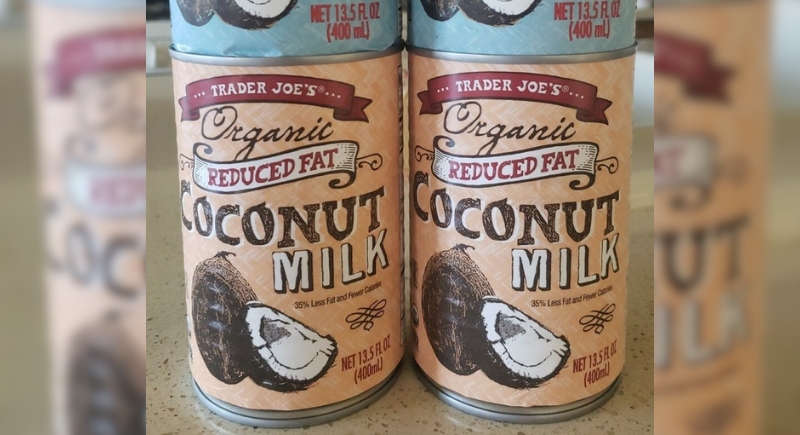 NET 13.5 FL OZ
(400 mL)
NET 13.5 FL OZ
(400 mL)
... TRADER JOE'S® ...
Organic
REDUCED FAT
COCONUT
MILK
35% Less Fat and Fewer Calories
NET 13.5 FL OZ
(400mL)
... TRADER JOE'S® ...
Organic
REDUCED FAT
COCONUT
MILK
35% Less Fat and Fewer Calories
NET 13.5 FL OZ
(400mL)